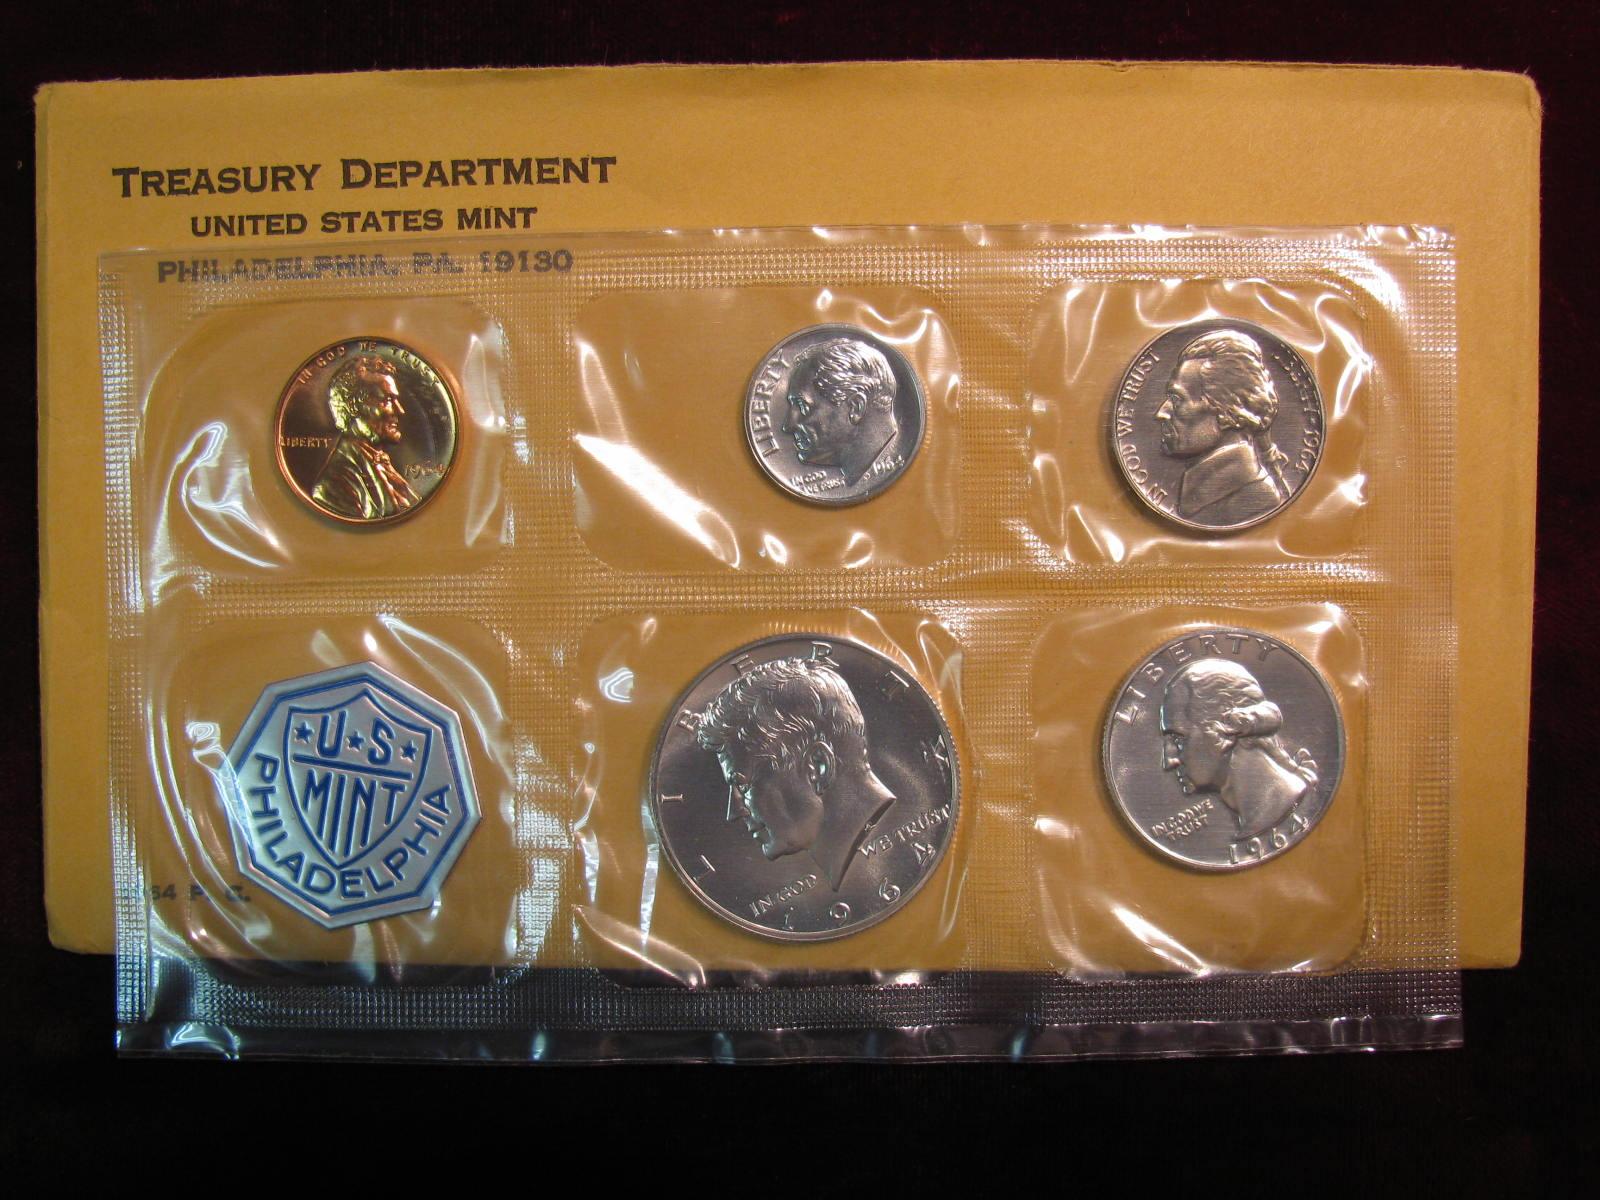 TREASURY DEPARTMENT
UNITED STATES MINT
PHILADELPHIA, PA. 19130
IN GOD WE TRUST
LIBERTY
1964
LIBERTY
IN GOD
WE TRUST
1964
IN GOD WE TRUST
LIBERTY · 1964
U ★ S
MINT
PHILADELPHIA
64 P. C.
LIBERTY
IN GOD WE TRUST
1964
LIBERTY
IN GOD WE
TRUST
1964